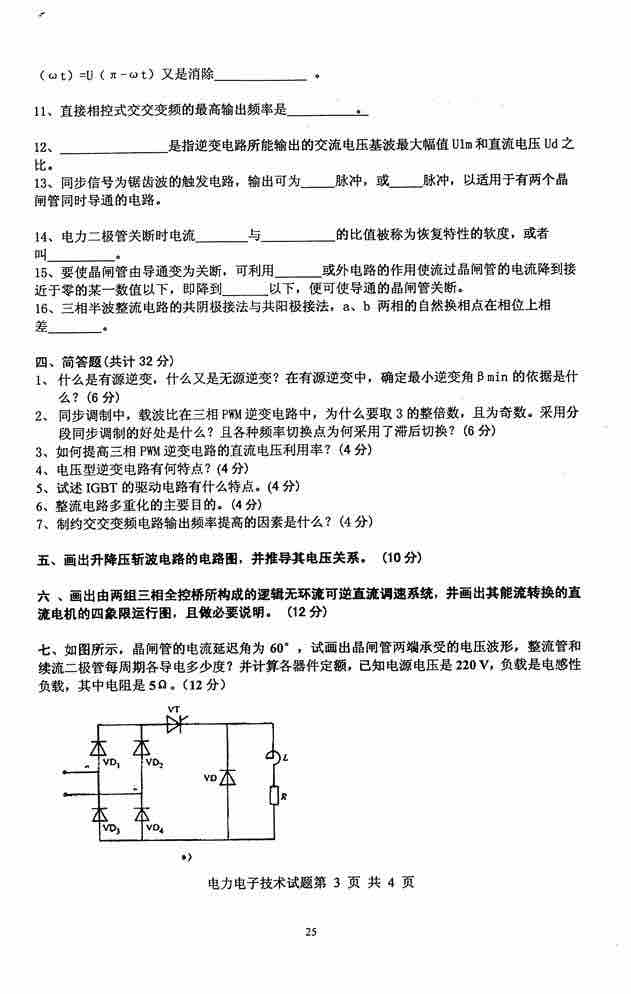 (ωt)=U(π-ωt)又是消除____________。
11、直接相控式交交变频的最高输出频率是__________。
12、______________是指逆变电路所能输出的交流电压基波最大幅值 U1m 和直流电压 Ud 之
比。
13、同步信号为锯齿波的触发电路，输出可为____脉冲，或____脉冲，以适用于有两个晶
闸管同时导通的电路。
14、电力二极管关断时电流______与_________的比值被称为恢复特性的软度，或者
叫________。
15、要使晶闸管由导通变为关断，可利用______或外电路的作用使流过晶闸管的电流降到接
近于零的某一数值以下，即降到______以下，便可使导通的晶闸管关断。
16、三相半波整流电路的共阴极接法与共阳极接法，a、b 两相的自然换相点在相位上相
差_______。
四、简答题(共计 32 分)
1、什么是有源逆变，什么又是无源逆变？在有源逆变中，确定最小逆变角βmin 的依据是什
么？(6 分)
2、同步调制中，载波比在三相 PWM 逆变电路中，为什么要取 3 的整倍数，且为奇数。采用分
段同步调制的好处是什么？且各种频率切换点为何采用了滞后切换？(6 分)
3、如何提高三相 PWM 逆变电路的直流电压利用率？(4 分)
4、电压型逆变电路有何特点？(4 分)
5、试述 IGBT 的驱动电路有什么特点。(4 分)
6、整流电路多重化的主要目的。(4 分)
7、制约交交变频电路输出频率提高的因素是什么？(4 分)
五、画出升降压斩波电路的电路图，并推导其电压关系。（10 分）
六 、画出由两组三相全控桥所构成的逻辑无环流可逆直流调速系统，并画出其能流转换的直
流电机的四象限运行图，且做必要说明。（12 分）
七、如图所示，晶闸管的电流延迟角为 60°，试画出晶闸管两端承受的电压波形，整流管和
续流二极管每周期各导电多少度？并计算各器件定额，已知电源电压是 220 V，负载是电感性
负载，其中电阻是 5Ω。（12 分）
VT
VD1 VD2 VD L
R
VD3 VD4
a)
电力电子技术试题第 3 页 共 4 页
25